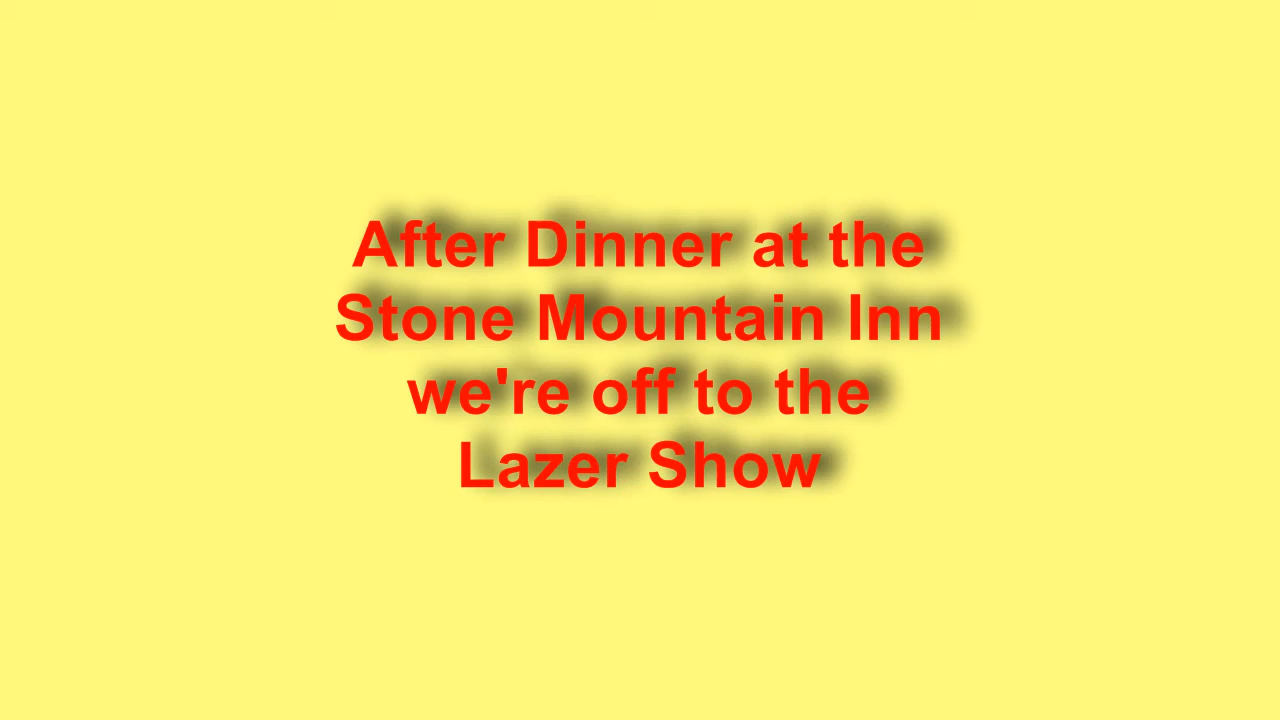 After Dinner at the
Stone Mountain Inn
we're off to the
Lazer Show